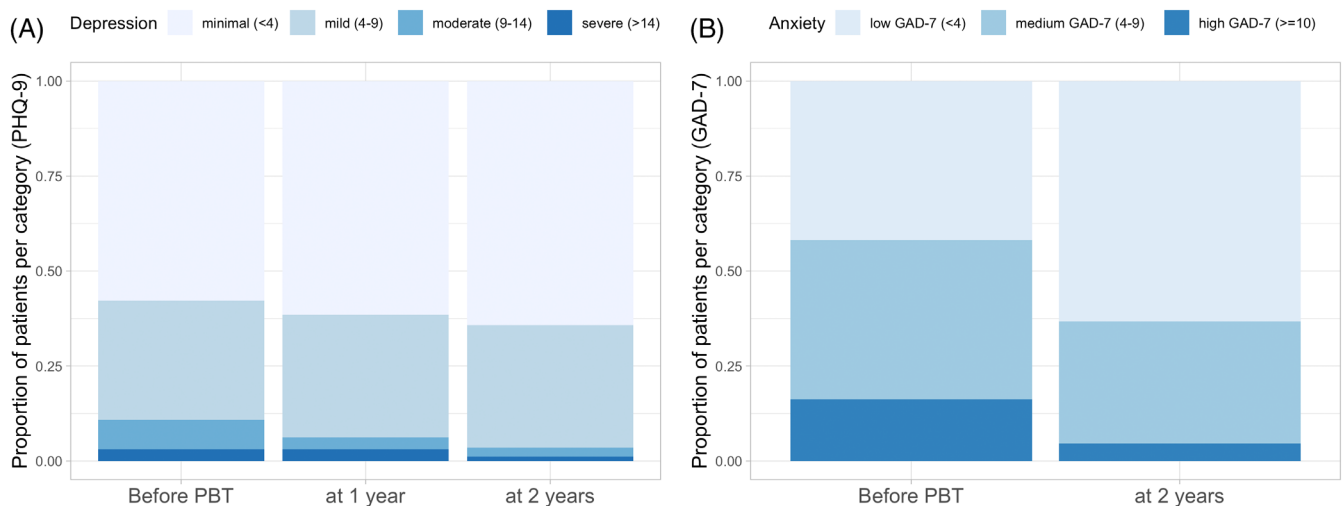 (A) Depression minimal (<4) mild (4-9) moderate (9-14) severe (>14)
Proportion of patients per category (PHQ-9)
1.00
0.75
0.50
0.25
0.00
Before PBT at 1 year at 2 years
(B) Anxiety low GAD-7 (<4) medium GAD-7 (4-9) high GAD-7 (>=10)
Proportion of patients per category (GAD-7)
1.00
0.75
0.50
0.25
0.00
Before PBT at 2 years